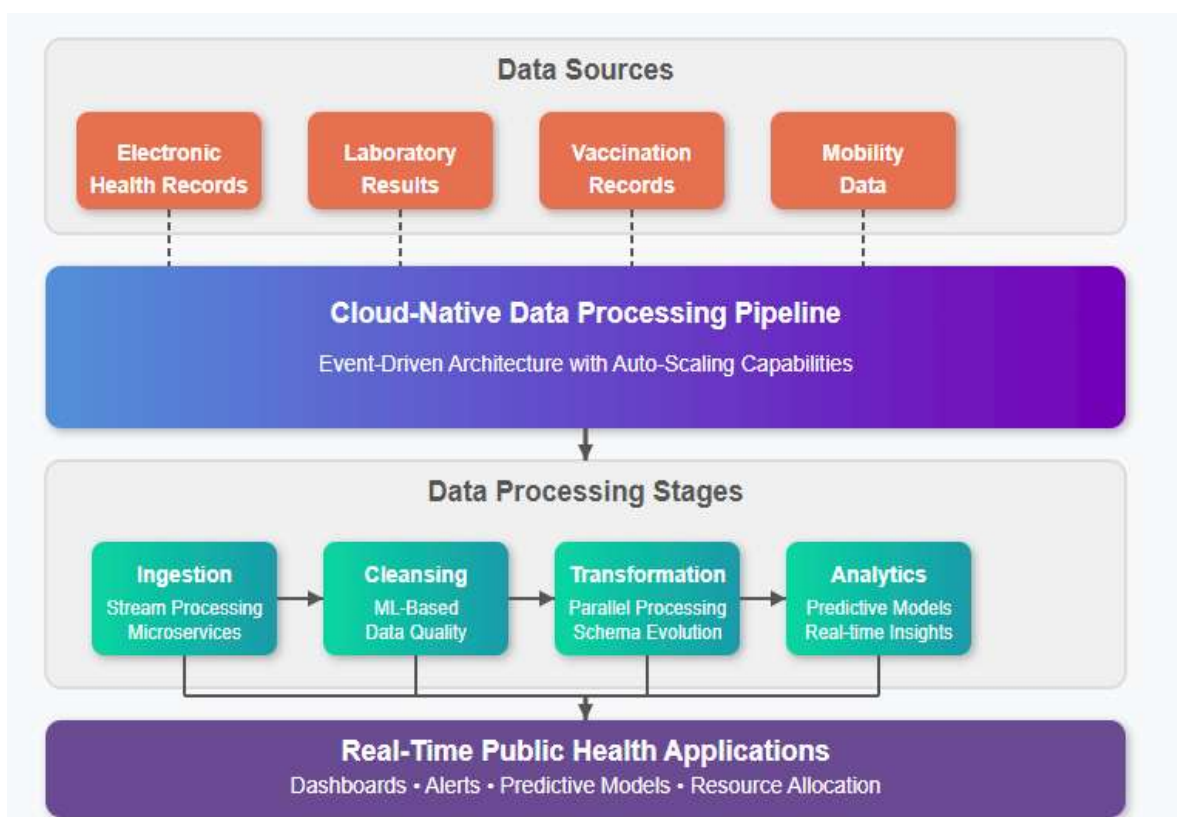 Data Sources
Electronic
Health Records
Laboratory
Results
Vaccination
Records
Mobility
Data
Cloud-Native Data Processing Pipeline
Event-Driven Architecture with Auto-Scaling Capabilities
Data Processing Stages
Ingestion
Stream Processing
Microservices
Cleansing
ML-Based
Data Quality
Transformation
Parallel Processing
Schema Evolution
Analytics
Predictive Models
Real-time Insights
Real-Time Public Health Applications
Dashboards • Alerts • Predictive Models • Resource Allocation